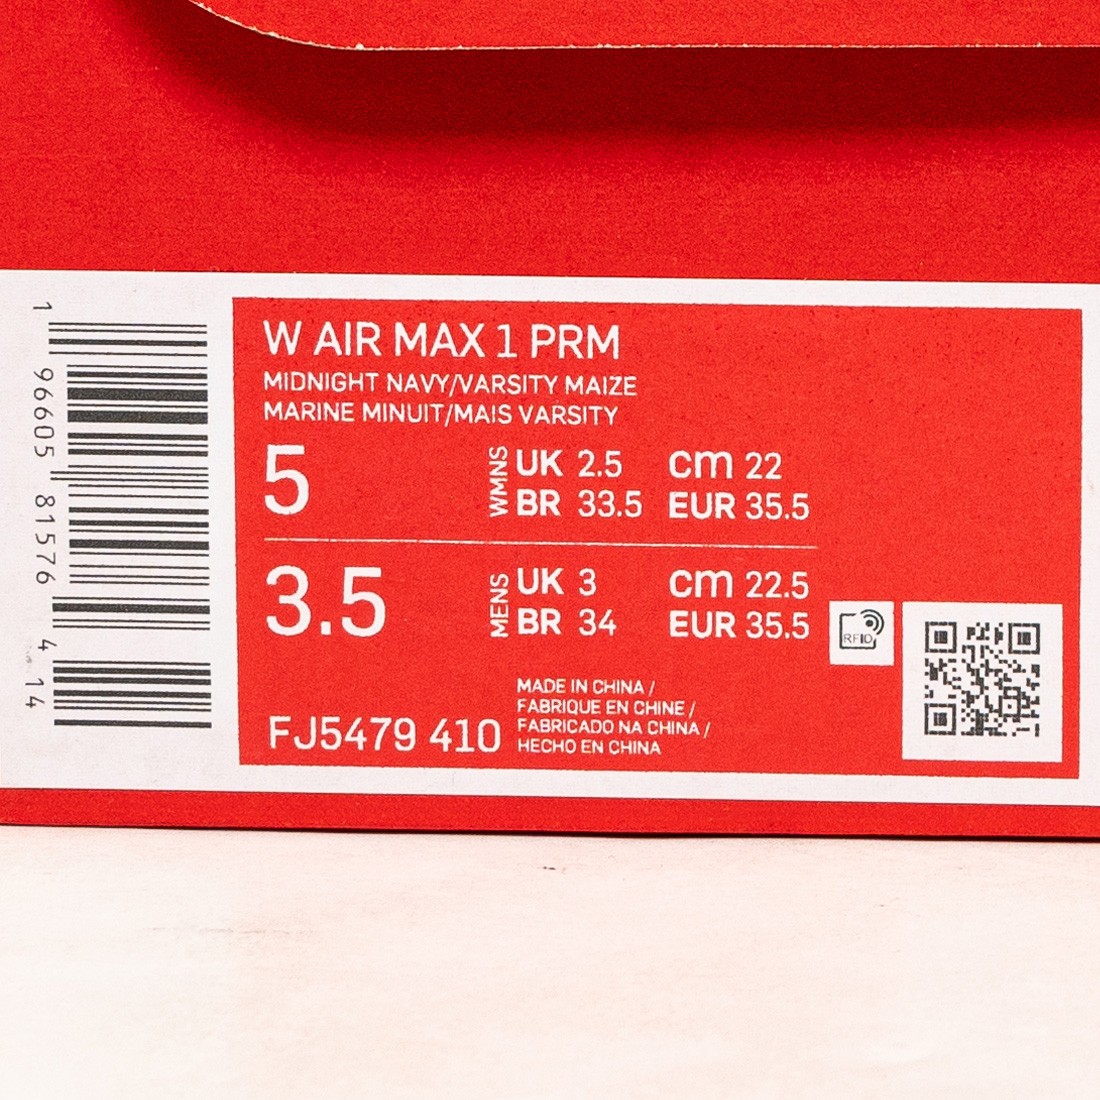 W AIR MAX 1 PRM
MIDNIGHT NAVY/VARSITY MAIZE
MARINE MINUIT/MAIS VARSITY
5 WMNS UK 2.5 cm 22
BR 33.5 EUR 35.5
3.5 MENS UK 3 cm 22.5
BR 34 EUR 35.5
RFID
MADE IN CHINA /
FABRIQUE EN CHINE /
FABRICADO NA CHINA /
HECHO EN CHINA
FJ5479 410
1 96605 81576 4 14